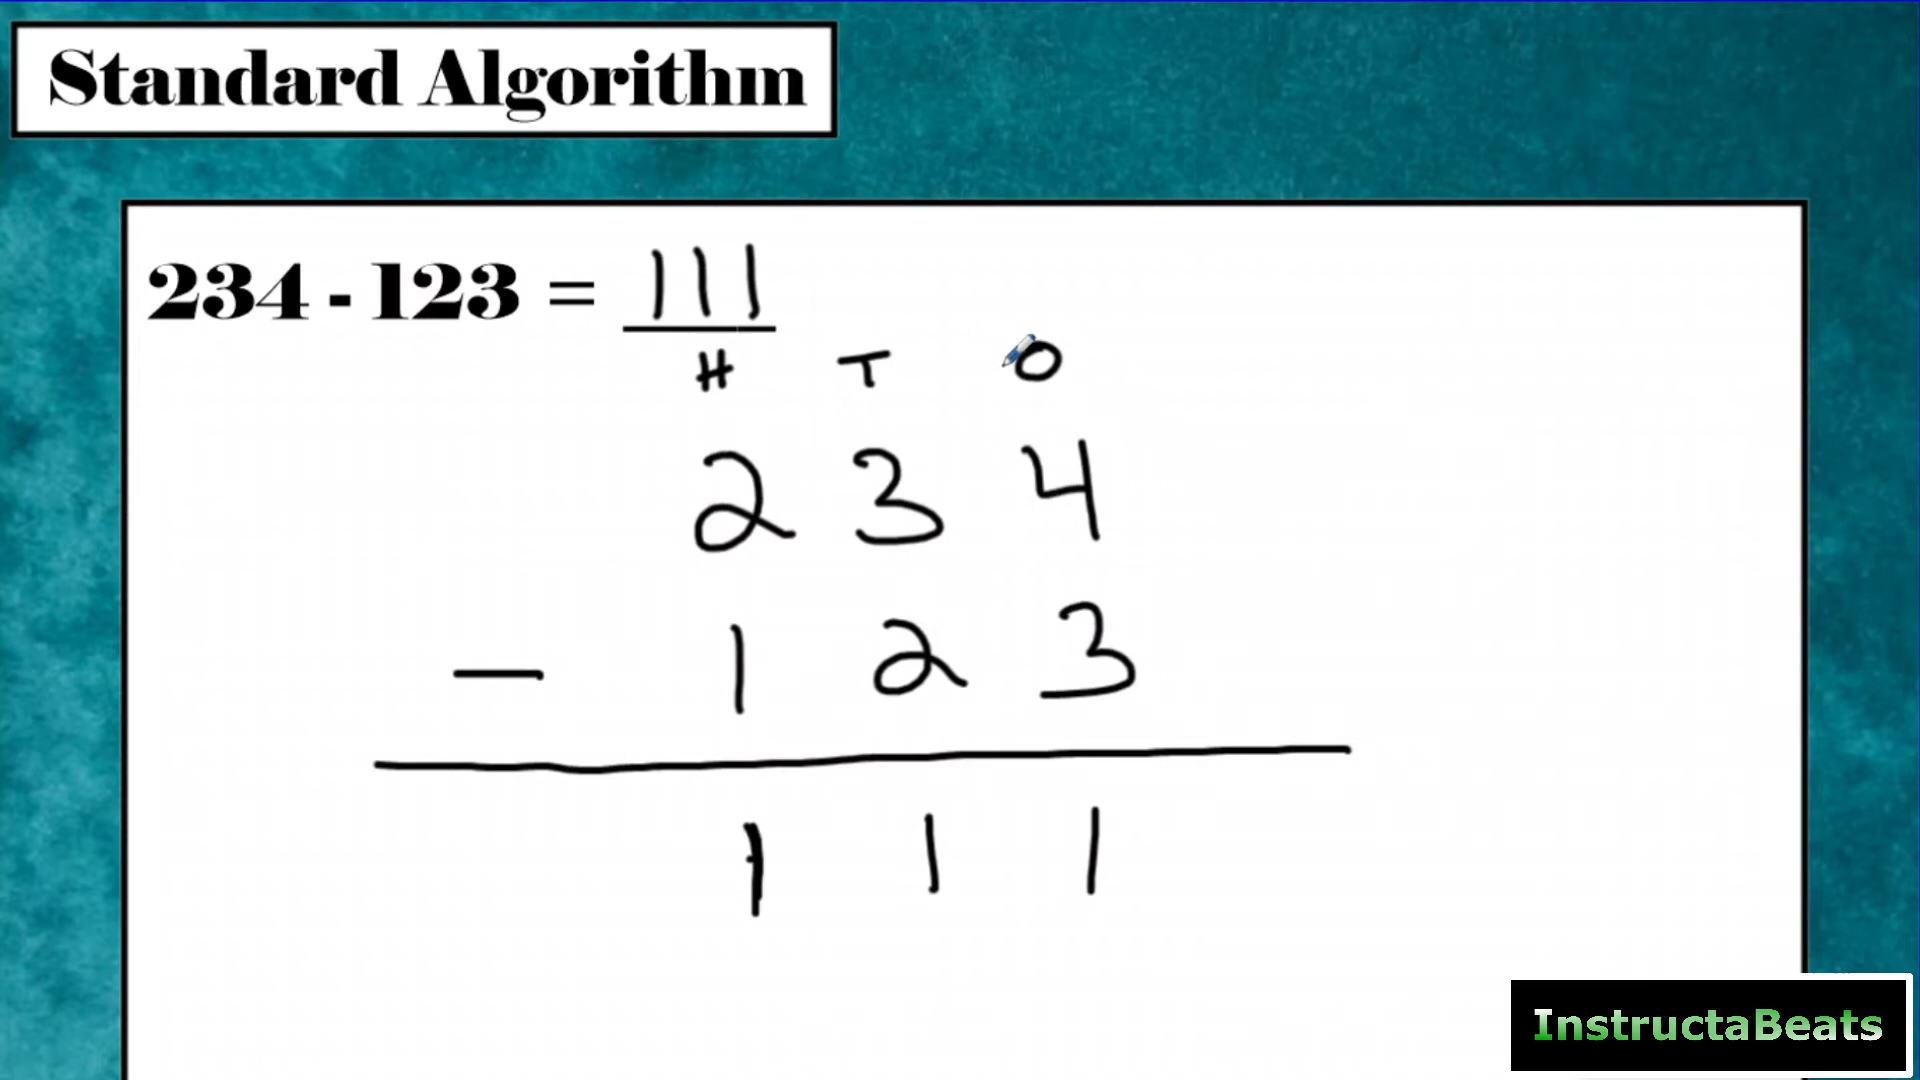 Standard Algorithm
234 - 123 = 111
H T O
2 3 4
- 1 2 3
1 1 1
InstructaBeats